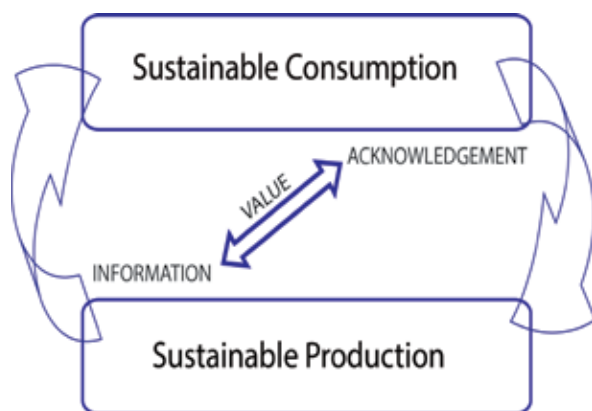 Sustainable Consumption
ACKNOWLEDGEMENT
VALUE
INFORMATION
Sustainable Production